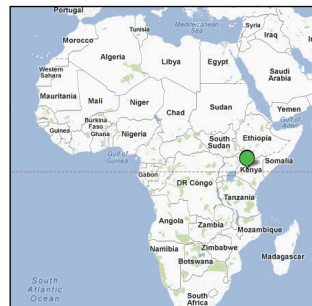 Portugal
Mediterranean
Sea
Syria
Tunisia
Morocco
Iraq
Algeria
Libya
Egypt
Western
Sahara
Saudi
Arabia
Mauritania
Mali
Niger
Sudan
Yemen
Chad
Gulf of
Aden
Burkina
Faso
Guinea
Ghana
Nigeria
South
Sudan
Ethiopia
Gulf of
Guinea
Somalia
Kenya
Gabon
DR Congo
Tanzania
Angola
Zambia
Mozambique
Namibia
Zimbabwe
Botswana
Madagascar
South
Atlantic
Ocean
South
Africa